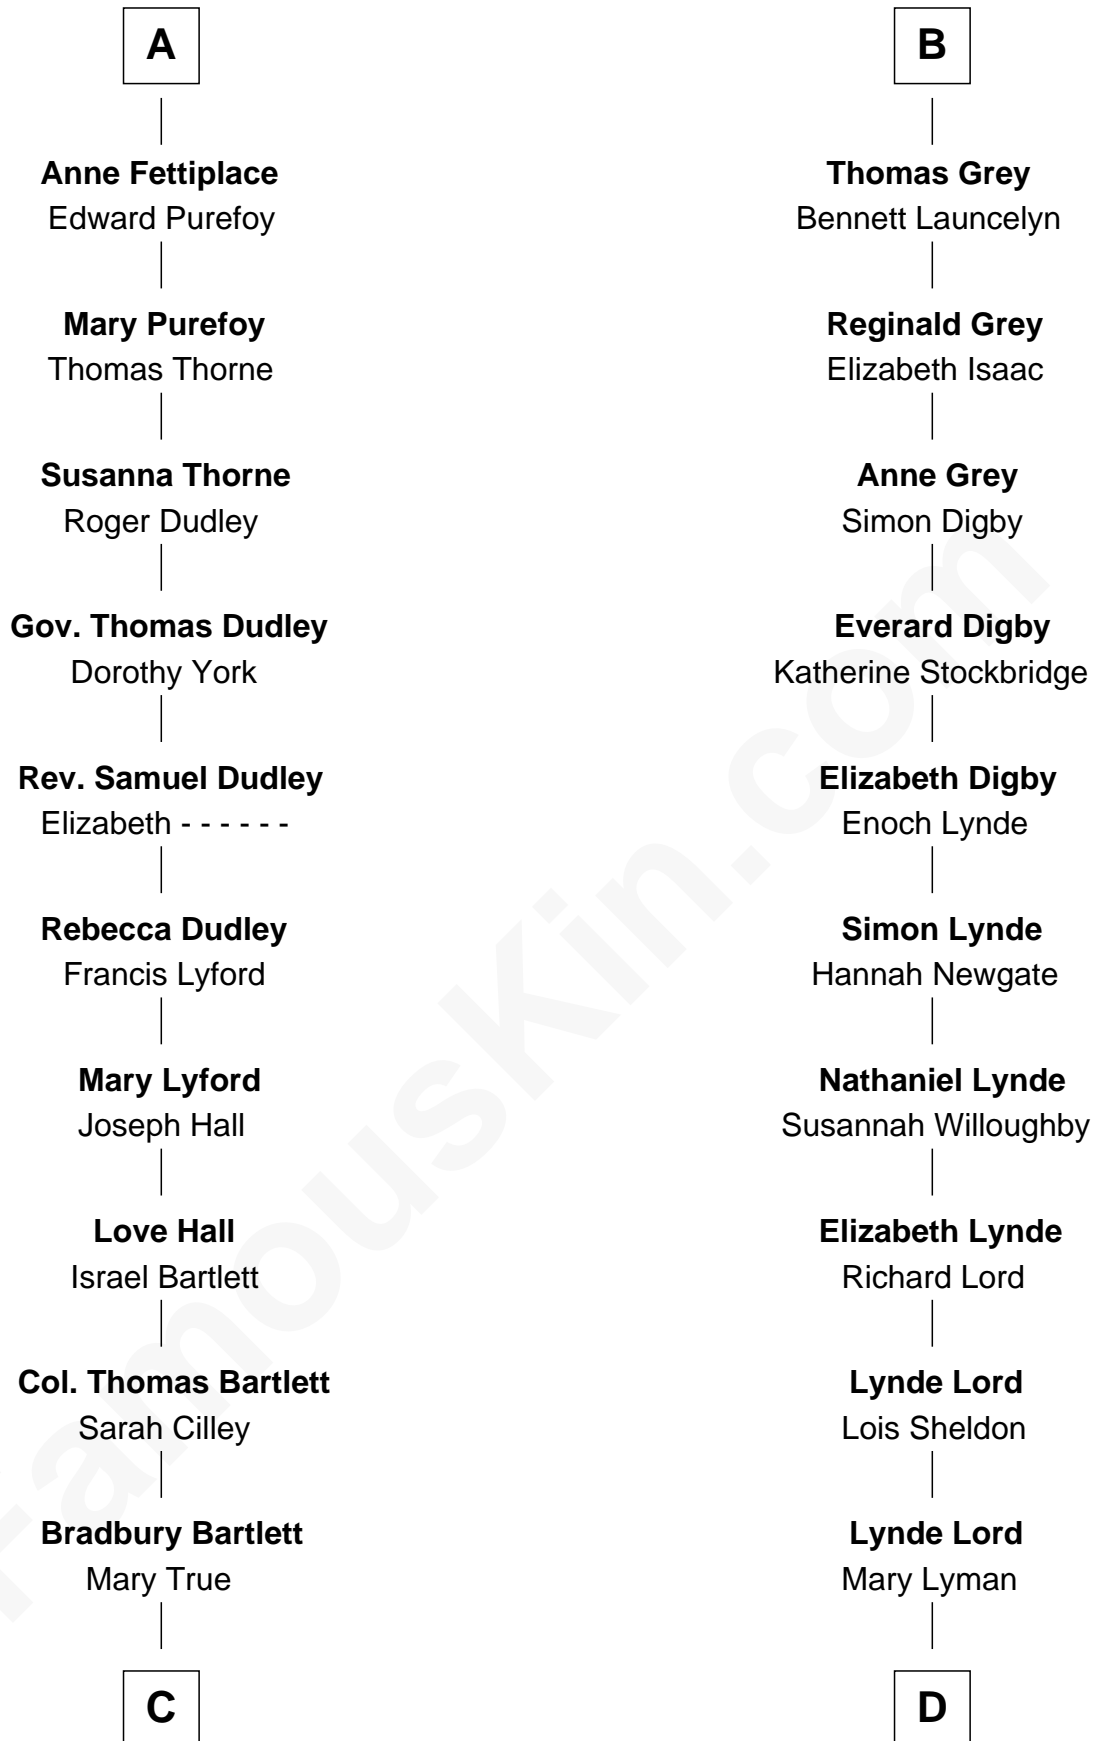 A
Anne Fettiplace
Edward Purefoy
Mary Purefoy
Thomas Thorne
Susanna Thorne
Roger Dudley
Gov. Thomas Dudley
Dorothy York
Rev. Samuel Dudley
Elizabeth - - - - - -
Rebecca Dudley
Francis Lyford
Mary Lyford
Joseph Hall
Love Hall
Israel Bartlett
Col. Thomas Bartlett
Sarah Cilley
Bradbury Bartlett
Mary True
C
B
Thomas Grey
Bennett Launcelyn
Reginald Grey
Elizabeth Isaac
Anne Grey
Simon Digby
Everard Digby
Katherine Stockbridge
Elizabeth Digby
Enoch Lynde
Simon Lynde
Hannah Newgate
Nathaniel Lynde
Susannah Willoughby
Elizabeth Lynde
Richard Lord
Lynde Lord
Lois Sheldon
Lynde Lord
Mary Lyman
D
FamousKin.com